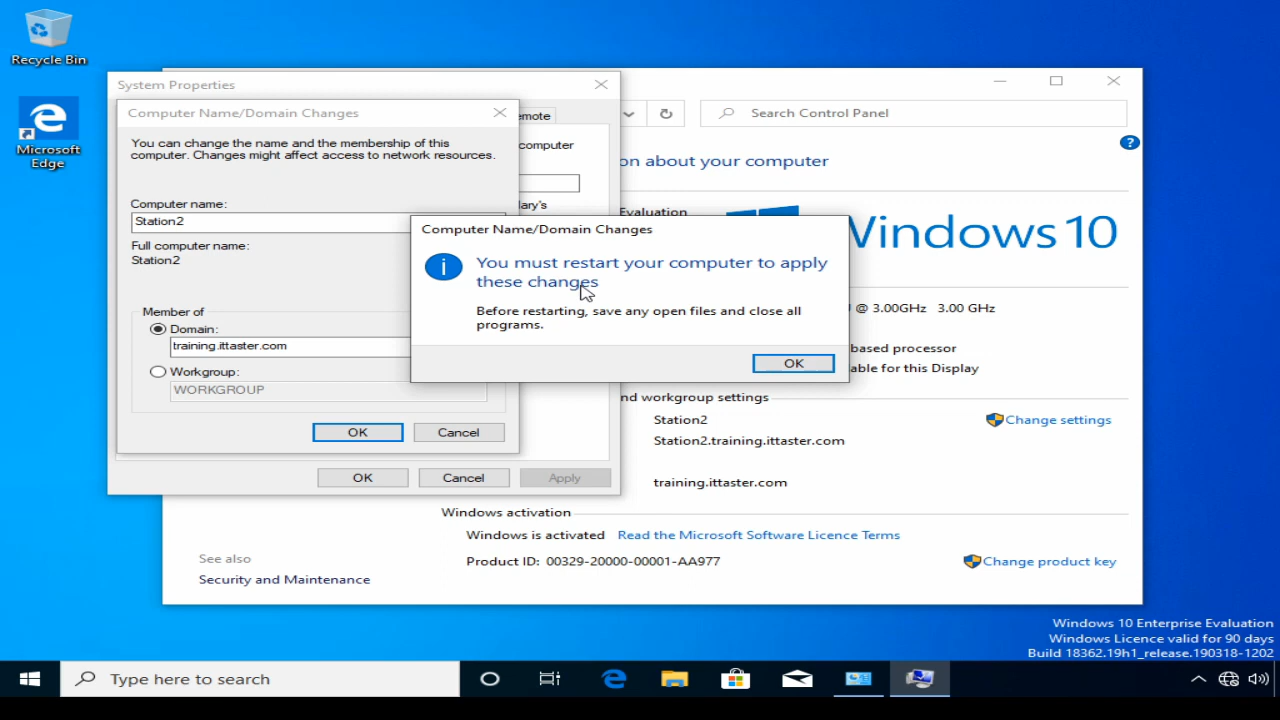 Recycle Bin
Microsoft
Edge
System Properties
Computer Name/Domain Changes
You can change the name and the membership of this
computer. Changes might affect access to network resources.
Computer name:
Station2
Full computer name:
Station2
Member of
Domain:
training.ittaster.com
Workgroup:
WORKGROUP
OK
Cancel
OK
Cancel
Apply
emote
computer
lary's
Search Control Panel
?
on about your computer
Evaluation
Windows 10
Computer Name/Domain Changes
You must restart your computer to apply
these changes
Before restarting, save any open files and close all
programs.
OK
@ 3.00GHz 3.00 GHz
based processor
able for this Display
nd workgroup settings
Station2
Change settings
Station2.training.ittaster.com
training.ittaster.com
Windows activation
Windows is activated Read the Microsoft Software Licence Terms
Product ID: 00329-20000-00001-AA977
Change product key
See also
Security and Maintenance
Windows 10 Enterprise Evaluation
Windows Licence valid for 90 days
Build 18362.19h1_release.190318-1202
Type here to search